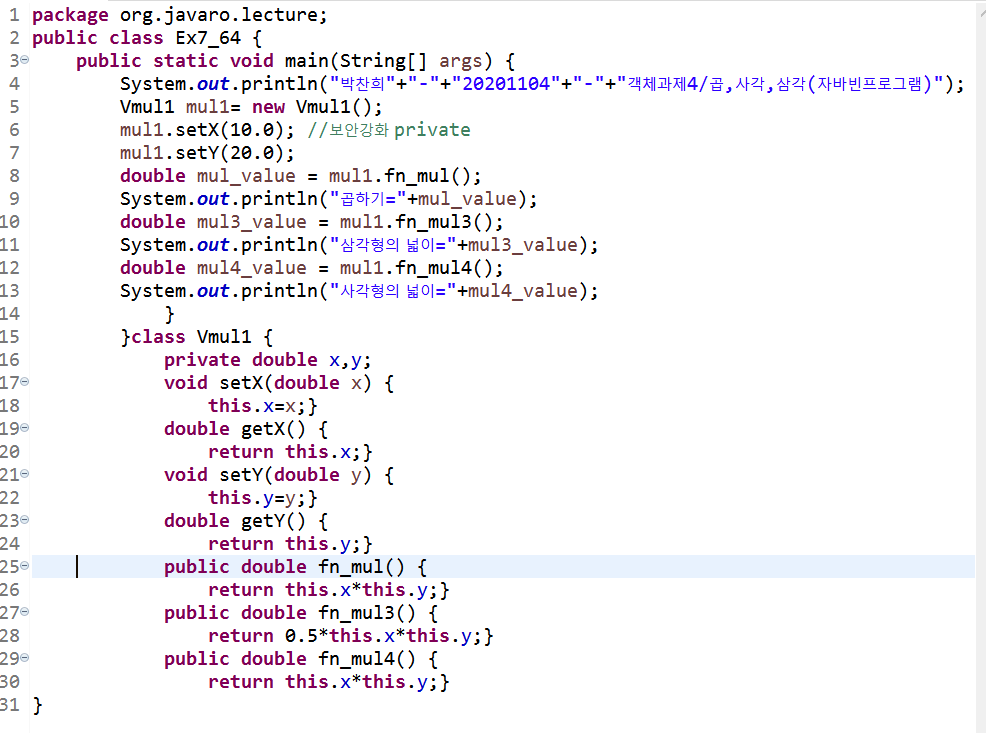 1 package org.javaro.lecture;
2 public class Ex7_64 {
3 public static void main(String[] args) {
4 System.out.println("박찬희"+"-"+"20201104"+"-"+"객체과제4/곱,사각,삼각(자바빈프로그램)");
5 Vmul1 mul1= new Vmul1();
6 mul1.setX(10.0); //보안강화 private
7 mul1.setY(20.0);
8 double mul_value = mul1.fn_mul();
9 System.out.println("곱하기="+mul_value);
10 double mul3_value = mul1.fn_mul3();
11 System.out.println("삼각형의 넓이="+mul3_value);
12 double mul4_value = mul1.fn_mul4();
13 System.out.println("사각형의 넓이="+mul4_value);
14 }
15 }class Vmul1 {
16 private double x,y;
17 void setX(double x) {
18 this.x=x;}
19 double getX() {
20 return this.x;}
21 void setY(double y) {
22 this.y=y;}
23 double getY() {
24 return this.y;}
25 public double fn_mul() {
26 return this.x*this.y;}
27 public double fn_mul3() {
28 return 0.5*this.x*this.y;}
29 public double fn_mul4() {
30 return this.x*this.y;}
31 }